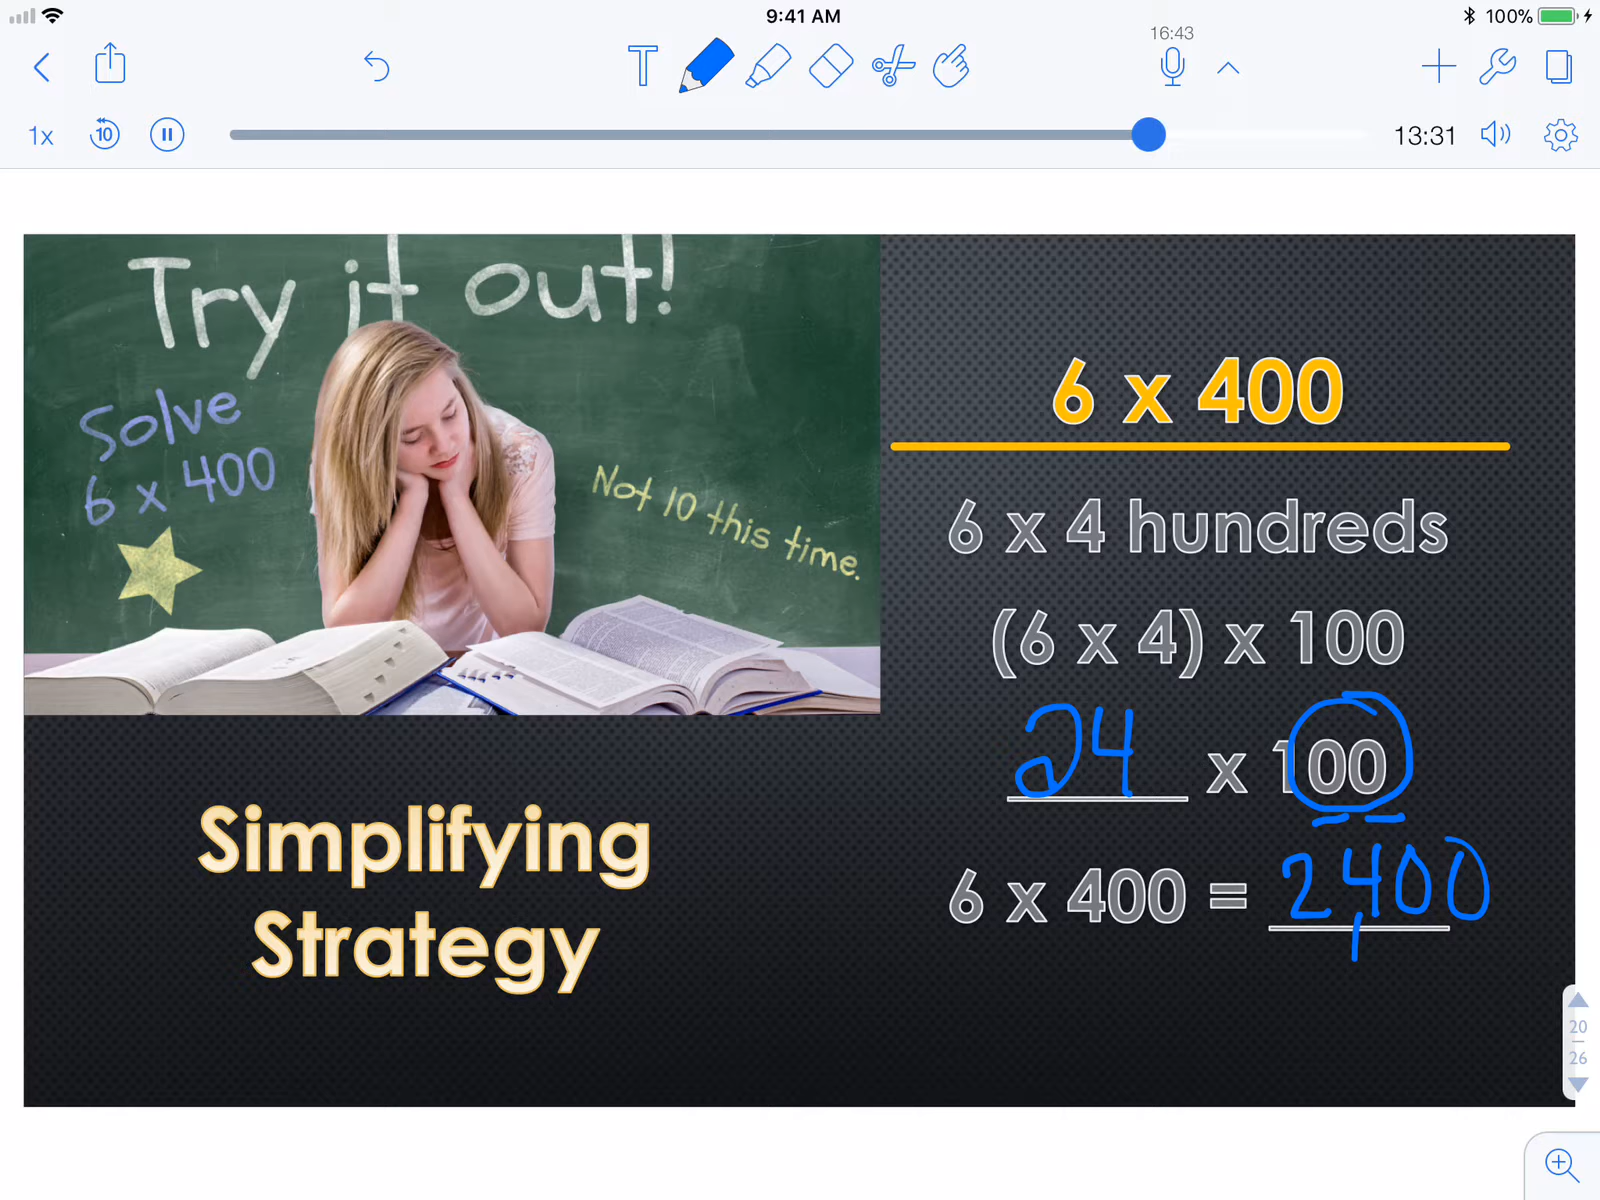 9:41 AM
100%
16:43
T
1x
10
13:31
Try it out!
Solve
6 x 400
Not 10 this time.
Simplifying
Strategy
6 x 400
6 x 4 hundreds
(6 x 4) x 100
24 x 100
6 x 400 = 2,400
20
26